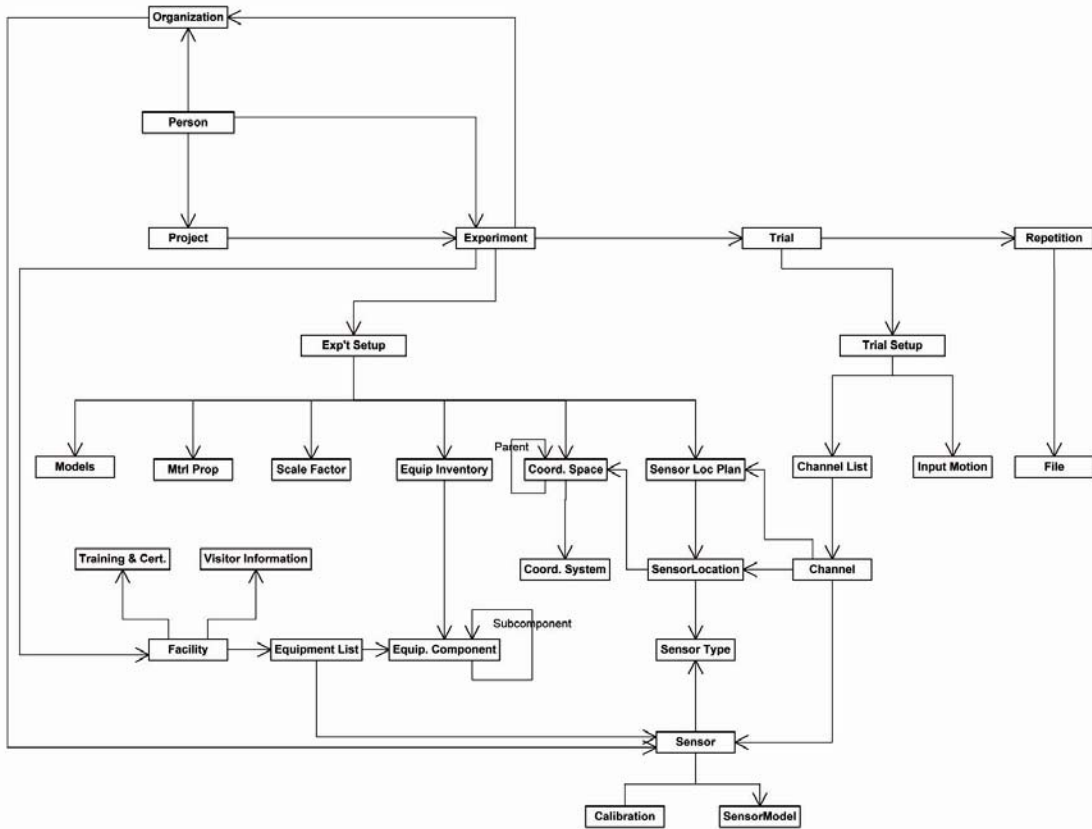 Organization
Person
Project
Experiment
Trial
Repetition
Exp't Setup
Trial Setup
Parent
Models
Mtrl Prop
Scale Factor
Equip Inventory
Coord. Space
Sensor Loc Plan
Channel List
Input Motion
File
Training & Cert.
Visitor Information
Coord. System
SensorLocation
Channel
Subcomponent
Facility
Equipment List
Equip. Component
Sensor Type
Sensor
Calibration
SensorModel